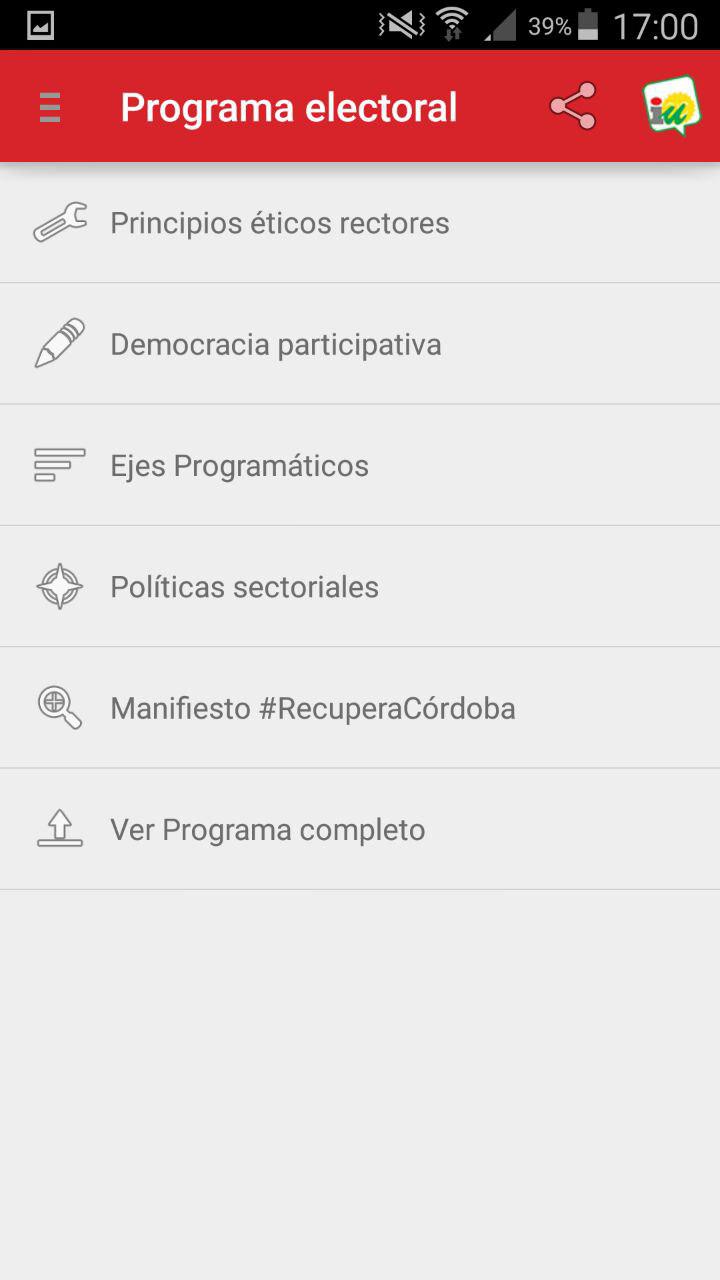 39% 17:00
Programa electoral
iu
Principios éticos rectores
Democracia participativa
Ejes Programáticos
Políticas sectoriales
Manifiesto #RecuperaCórdoba
Ver Programa completo